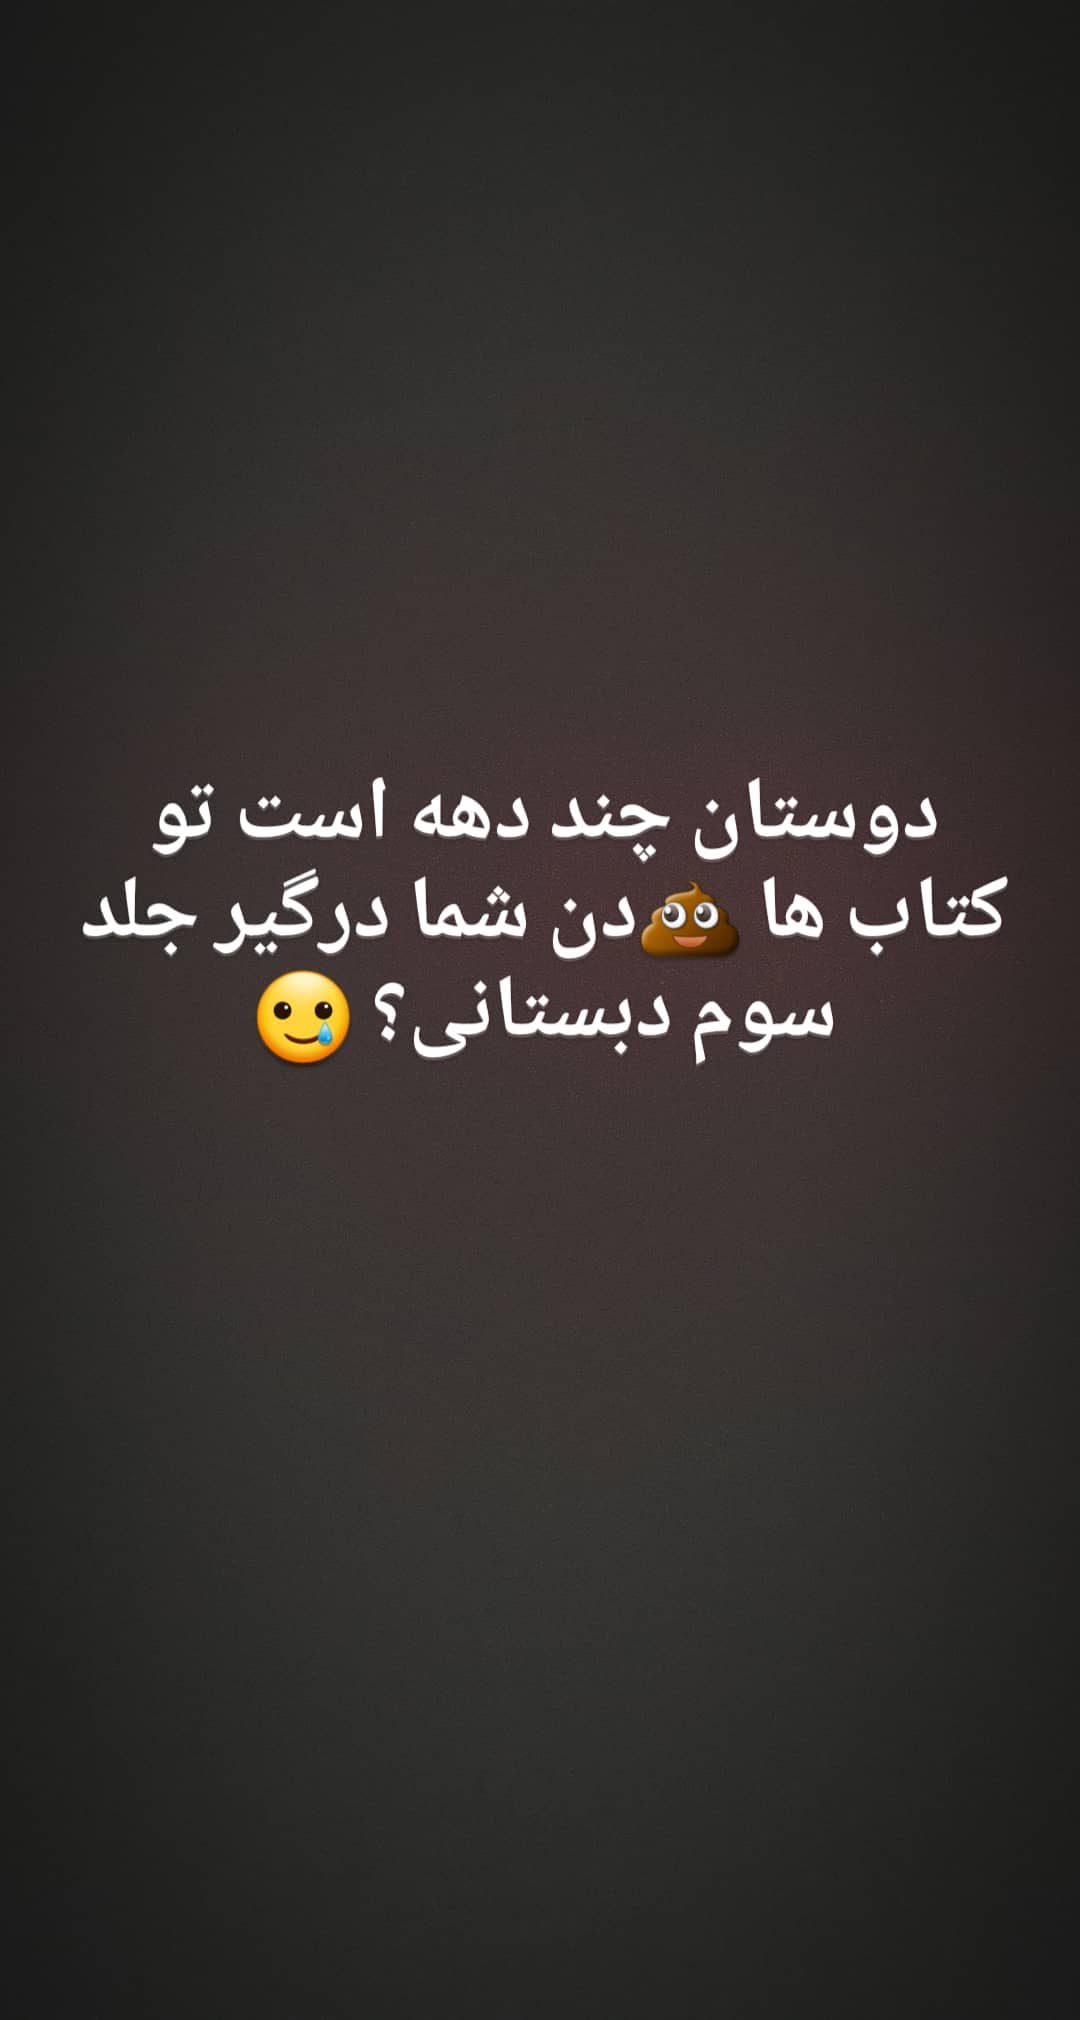 دوستان چند دهه است تو
کتاب ها 💩دن شما درگیر جلد
سوم دبستانی؟ 🥲